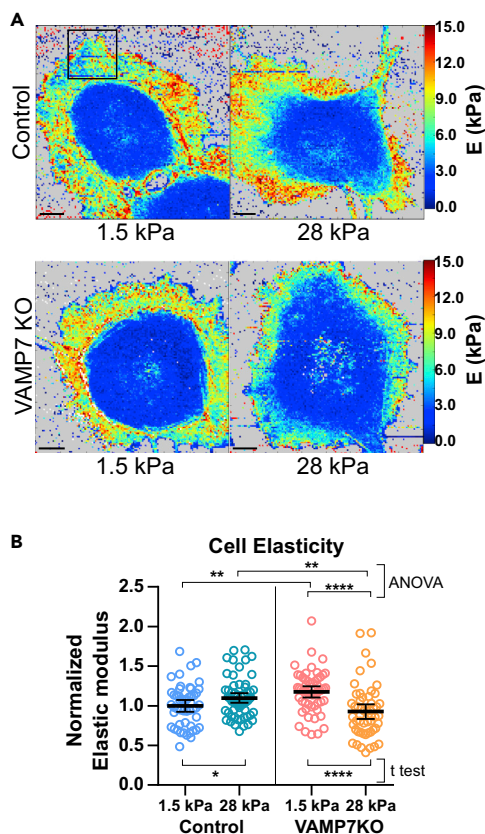 A
Control
15.0
12.0
9.0
6.0
3.0
0.0
E (kPa)
1.5 kPa
28 kPa
VAMP7 KO
15.0
12.0
9.0
6.0
3.0
0.0
E (kPa)
1.5 kPa
28 kPa
B
Cell Elasticity
** ** ANOVA
****
Normalized
Elastic modulus
2.5
2.0
1.5
1.0
0.5
0.0
* **** t test
1.5 kPa 28 kPa 1.5 kPa 28 kPa
Control VAMP7KO